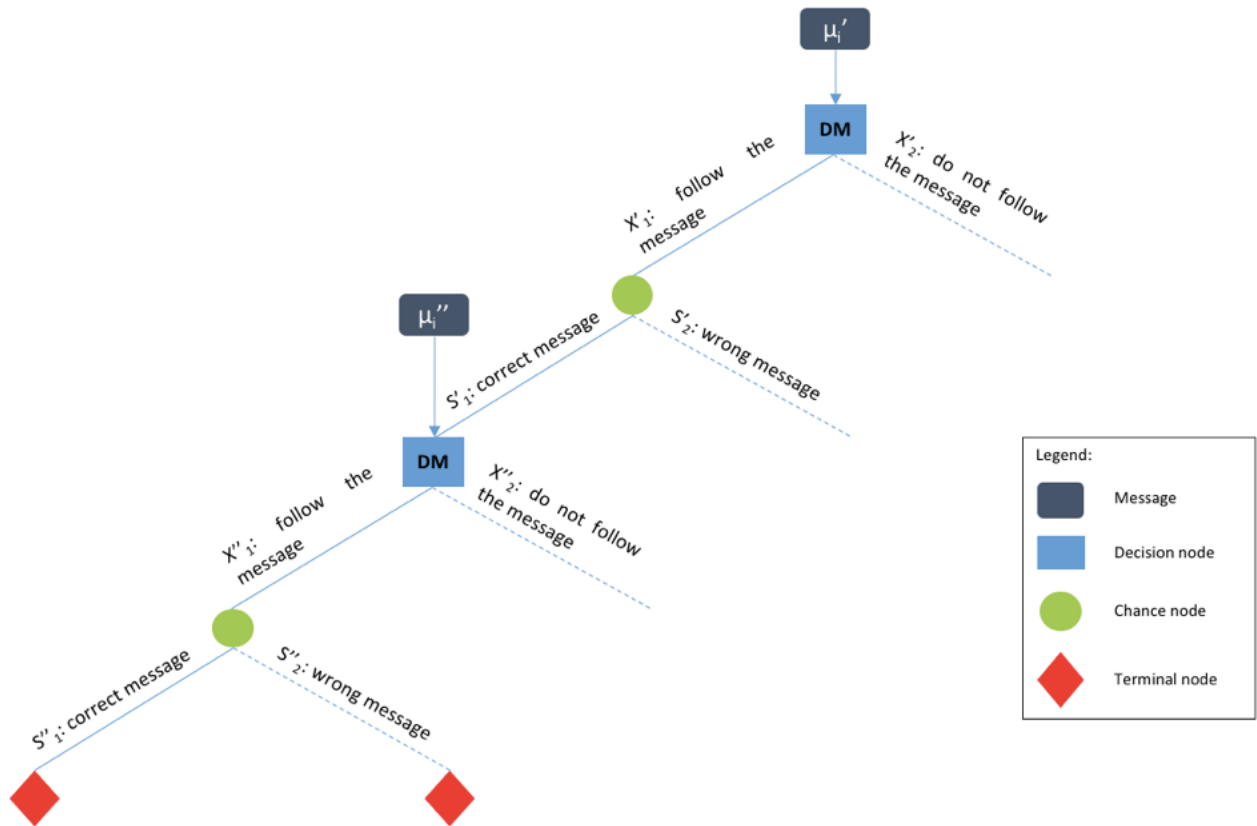 μᵢ′
DM
X′₁: follow the
message
X′₂: do not follow
the message
μᵢ′′
S′₁: correct message
S′₂: wrong message
DM
X′′₁: follow the
message
X′′₂: do not follow
the message
S′′₁: correct message
S′′₂: wrong message
Legend:
Message
Decision node
Chance node
Terminal node